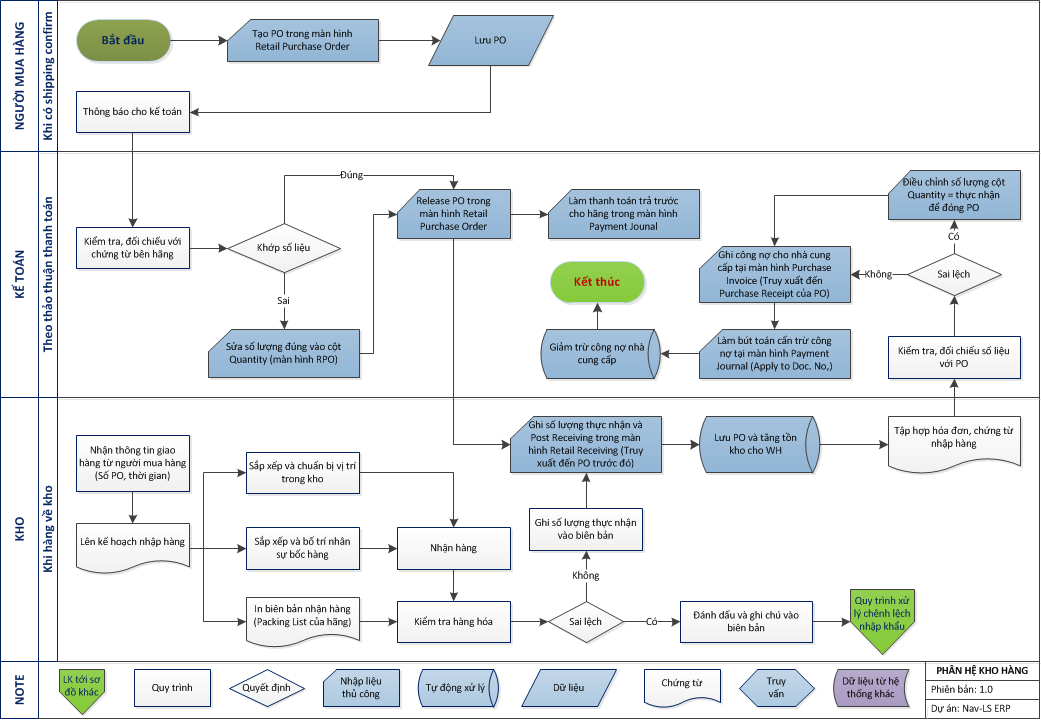 NGƯỜI MUA HÀNG
Khi có shipping confirm
Bắt đầu
Tạo PO trong màn hình
Retail Purchase Order
Lưu PO
Thông báo cho kế toán
KẾ TOÁN
Theo thảo thuận thanh toán
Kiểm tra, đối chiếu với
chứng từ bên hãng
Khớp số liệu
Đúng
Sai
Sửa số lượng đúng vào cột
Quantity (màn hình RPO)
Release PO trong
màn hình Retail
Purchase Order
Làm thanh toán trả trước
cho hãng trong màn hình
Payment Jounal
Kết thúc
Giảm trừ công nợ nhà
cung cấp
Điều chỉnh số lượng cột
Quantity = thực nhận
để đóng PO
Có
Ghi công nợ cho nhà cung
cấp tại màn hình Purchase
Invoice (Truy xuất đến
Purchase Receipt của PO)
Không
Sai lệch
Làm bút toán cấn trừ công
nợ tại màn hình Payment
Journal (Apply to Doc. No,)
Kiểm tra, đối chiếu số liệu
với PO
KHO
Khi hàng về kho
Nhận thông tin giao
hàng từ người mua hàng
(Số PO, thời gian)
Lên kế hoạch nhập hàng
Sắp xếp và chuẩn bị vị trí
trong kho
Sắp xếp và bố trí nhân
sự bốc hàng
In biên bản nhận hàng
(Packing List của hãng)
Nhận hàng
Kiểm tra hàng hóa
Ghi số lượng thực nhận và
Post Receiving trong màn
hình Retail Receiving (Truy
xuất đến PO trước đó)
Lưu PO và tăng tồn
kho cho WH
Tập hợp hóa đơn, chứng từ
nhập hàng
Ghi số lượng thực nhận
vào biên bản
Không
Sai lệch
Có
Đánh dấu và ghi chú vào
biên bản
Quy trình xử
lý chênh lệch
nhập khẩu
NOTE
LK tới sơ
đồ khác
Quy trình
Quyết định
Nhập liệu
thủ công
Tự động xử lý
Dữ liệu
Chứng từ
Truy
vấn
Dữ liệu từ hệ
thống khác
PHÂN HỆ KHO HÀNG
Phiên bản: 1.0
Dự án: Nav-LS ERP